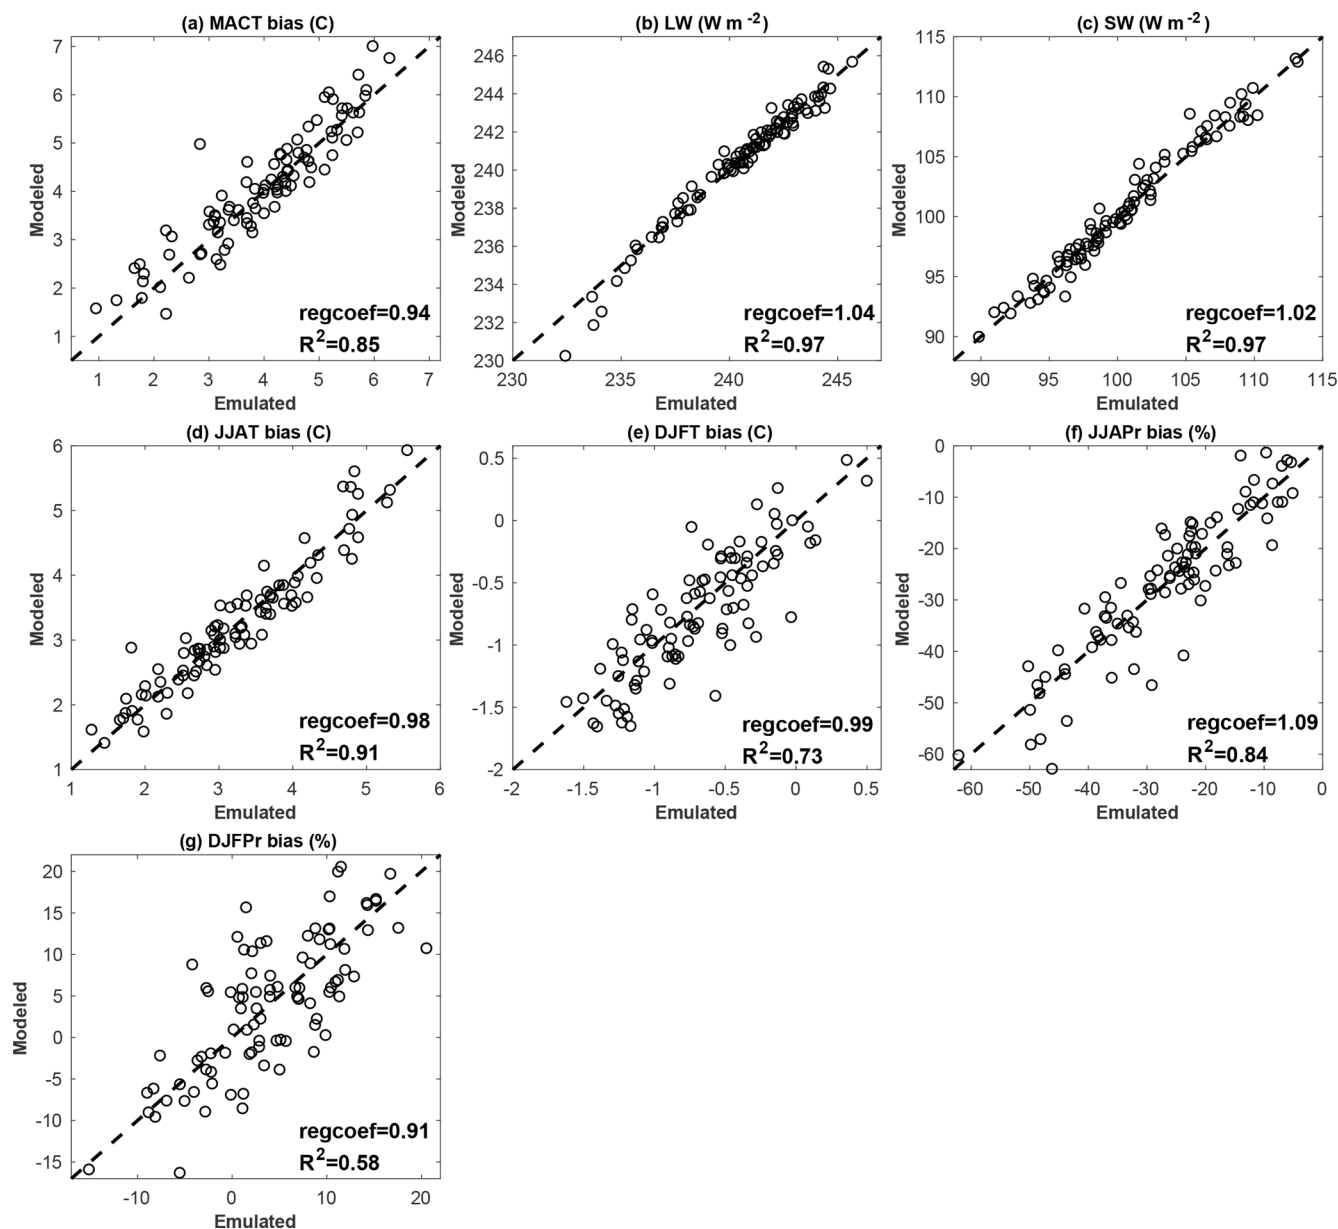 (a) MACT bias (C)
7
6
5
4
3
2
1
Modeled
regcoef=0.94
R2=0.85
1 2 3 4 5 6 7
Emulated
(b) LW (W m -2)
246
244
242
240
238
236
234
232
230
Modeled
regcoef=1.04
R2=0.97
230 235 240 245
Emulated
(c) SW (W m -2)
115
110
105
100
95
90
Modeled
regcoef=1.02
R2=0.97
90 95 100 105 110 115
Emulated
(d) JJAT bias (C)
6
5
4
3
2
1
Modeled
regcoef=0.98
R2=0.91
1 2 3 4 5 6
Emulated
(e) DJFT bias (C)
0.5
0
-0.5
-1
-1.5
-2
Modeled
regcoef=0.99
R2=0.73
-2 -1.5 -1 -0.5 0 0.5
Emulated
(f) JJAPr bias (%)
0
-10
-20
-30
-40
-50
-60
Modeled
regcoef=1.09
R2=0.84
-60 -50 -40 -30 -20 -10 0
Emulated
(g) DJFPr bias (%)
20
15
10
5
0
-5
-10
-15
Modeled
regcoef=0.91
R2=0.58
-10 0 10 20
Emulated